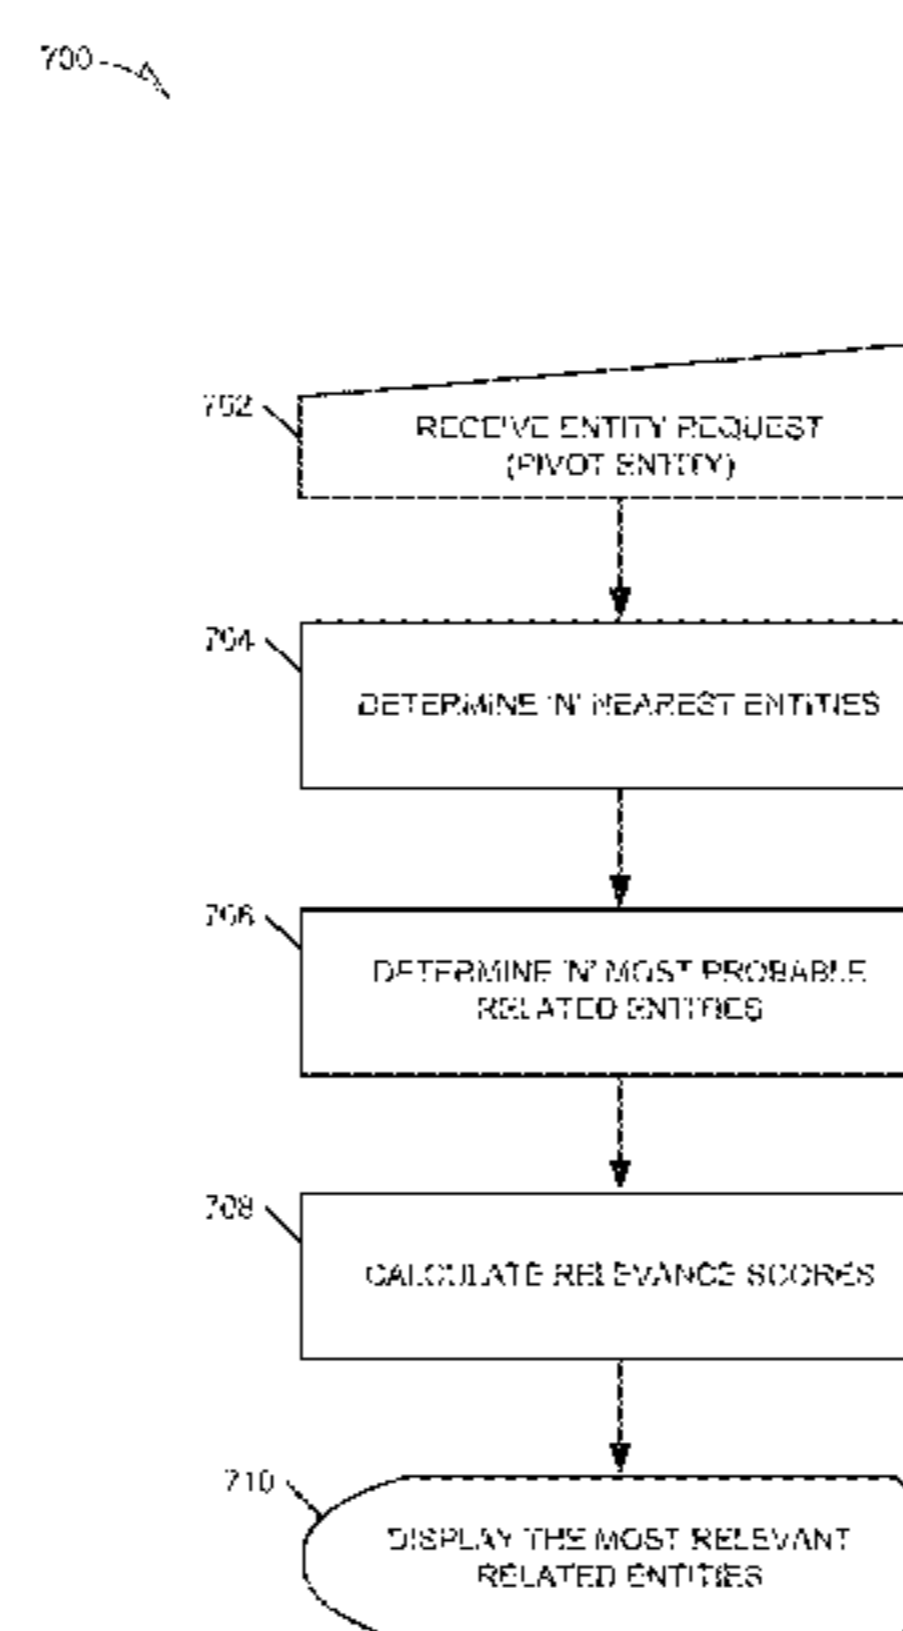 700
702
RECEIVE ENTITY REQUEST
(PIVOT ENTITY)
704
DETERMINE 'N' NEAREST ENTITIES
706
DETERMINE 'N' MOST PROBABLE
RELATED ENTITIES
708
CALCULATE RELEVANCE SCORES
710
DISPLAY THE MOST RELEVANT
RELATED ENTITIES